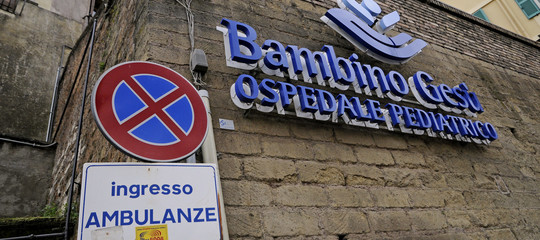 Bambino Gesù
OSPEDALE PEDIATRICO
ingresso
AMBULANZE